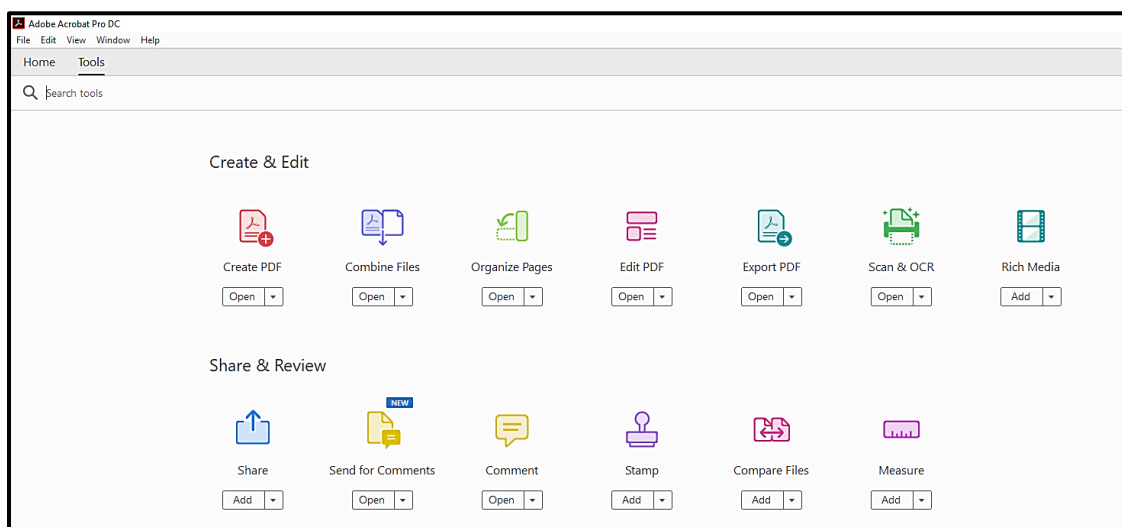 Adobe Acrobat Pro DC
File Edit View Window Help
Home Tools
Search tools
Create & Edit
Create PDF Combine Files Organize Pages Edit PDF Export PDF Scan & OCR Rich Media
Open Open Open Open Open Open Add
Share & Review
NEW
Share Send for Comments Comment Stamp Compare Files Measure
Add Open Open Add Add Add